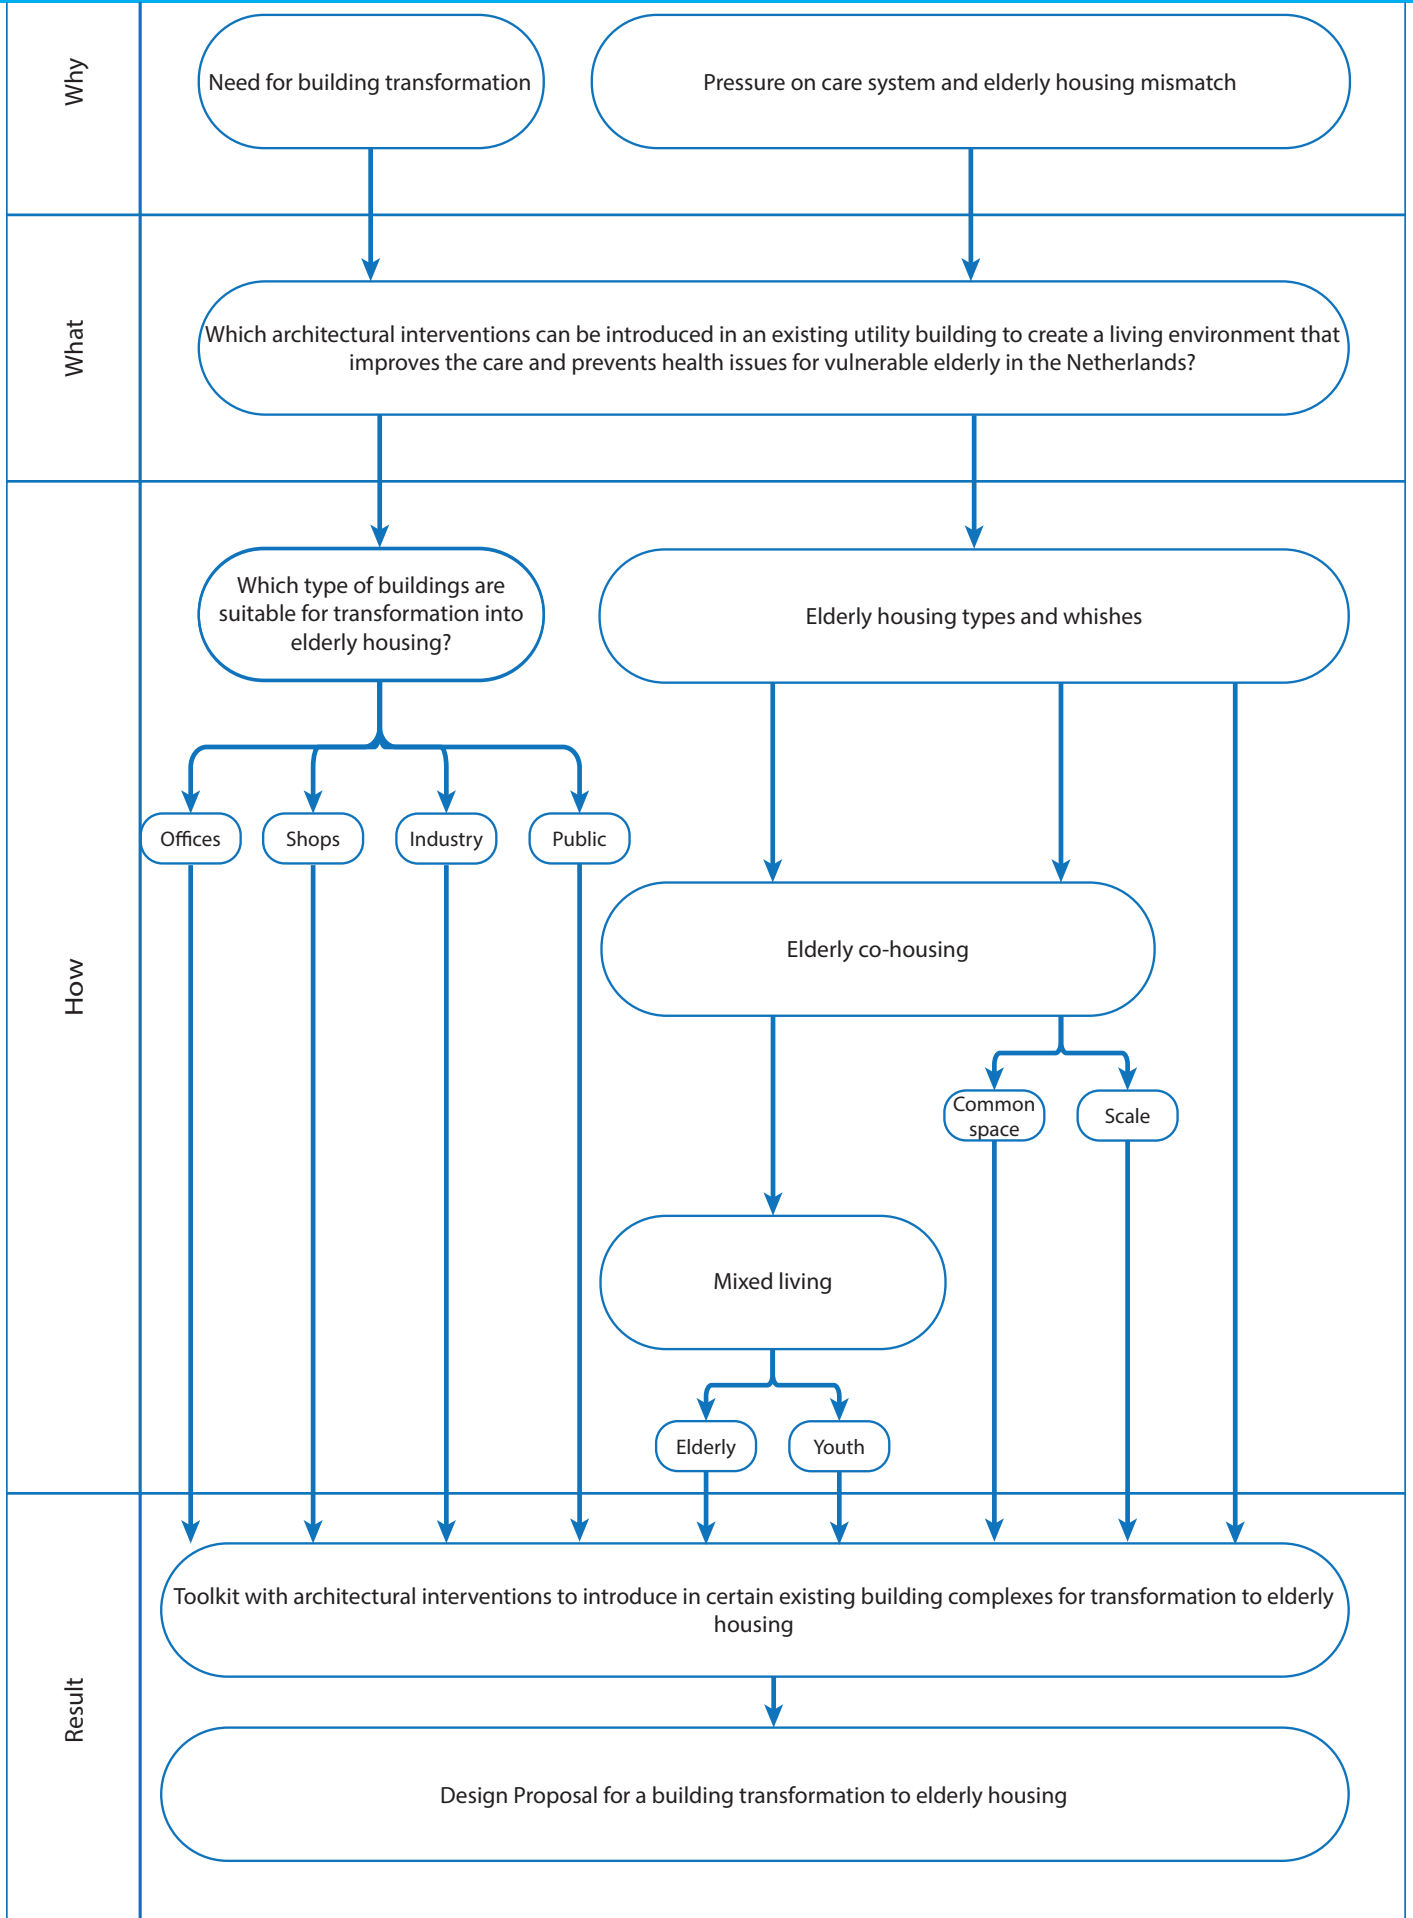 Why
Need for building transformation
Pressure on care system and elderly housing mismatch
What
Which architectural interventions can be introduced in an existing utility building to create a living environment that
improves the care and prevents health issues for vulnerable elderly in the Netherlands?
How
Which type of buildings are
suitable for transformation into
elderly housing?
Elderly housing types and whishes
Offices
Shops
Industry
Public
Elderly co-housing
Common
space
Scale
Mixed living
Elderly
Youth
Result
Toolkit with architectural interventions to introduce in certain existing building complexes for transformation to elderly
housing
Design Proposal for a building transformation to elderly housing